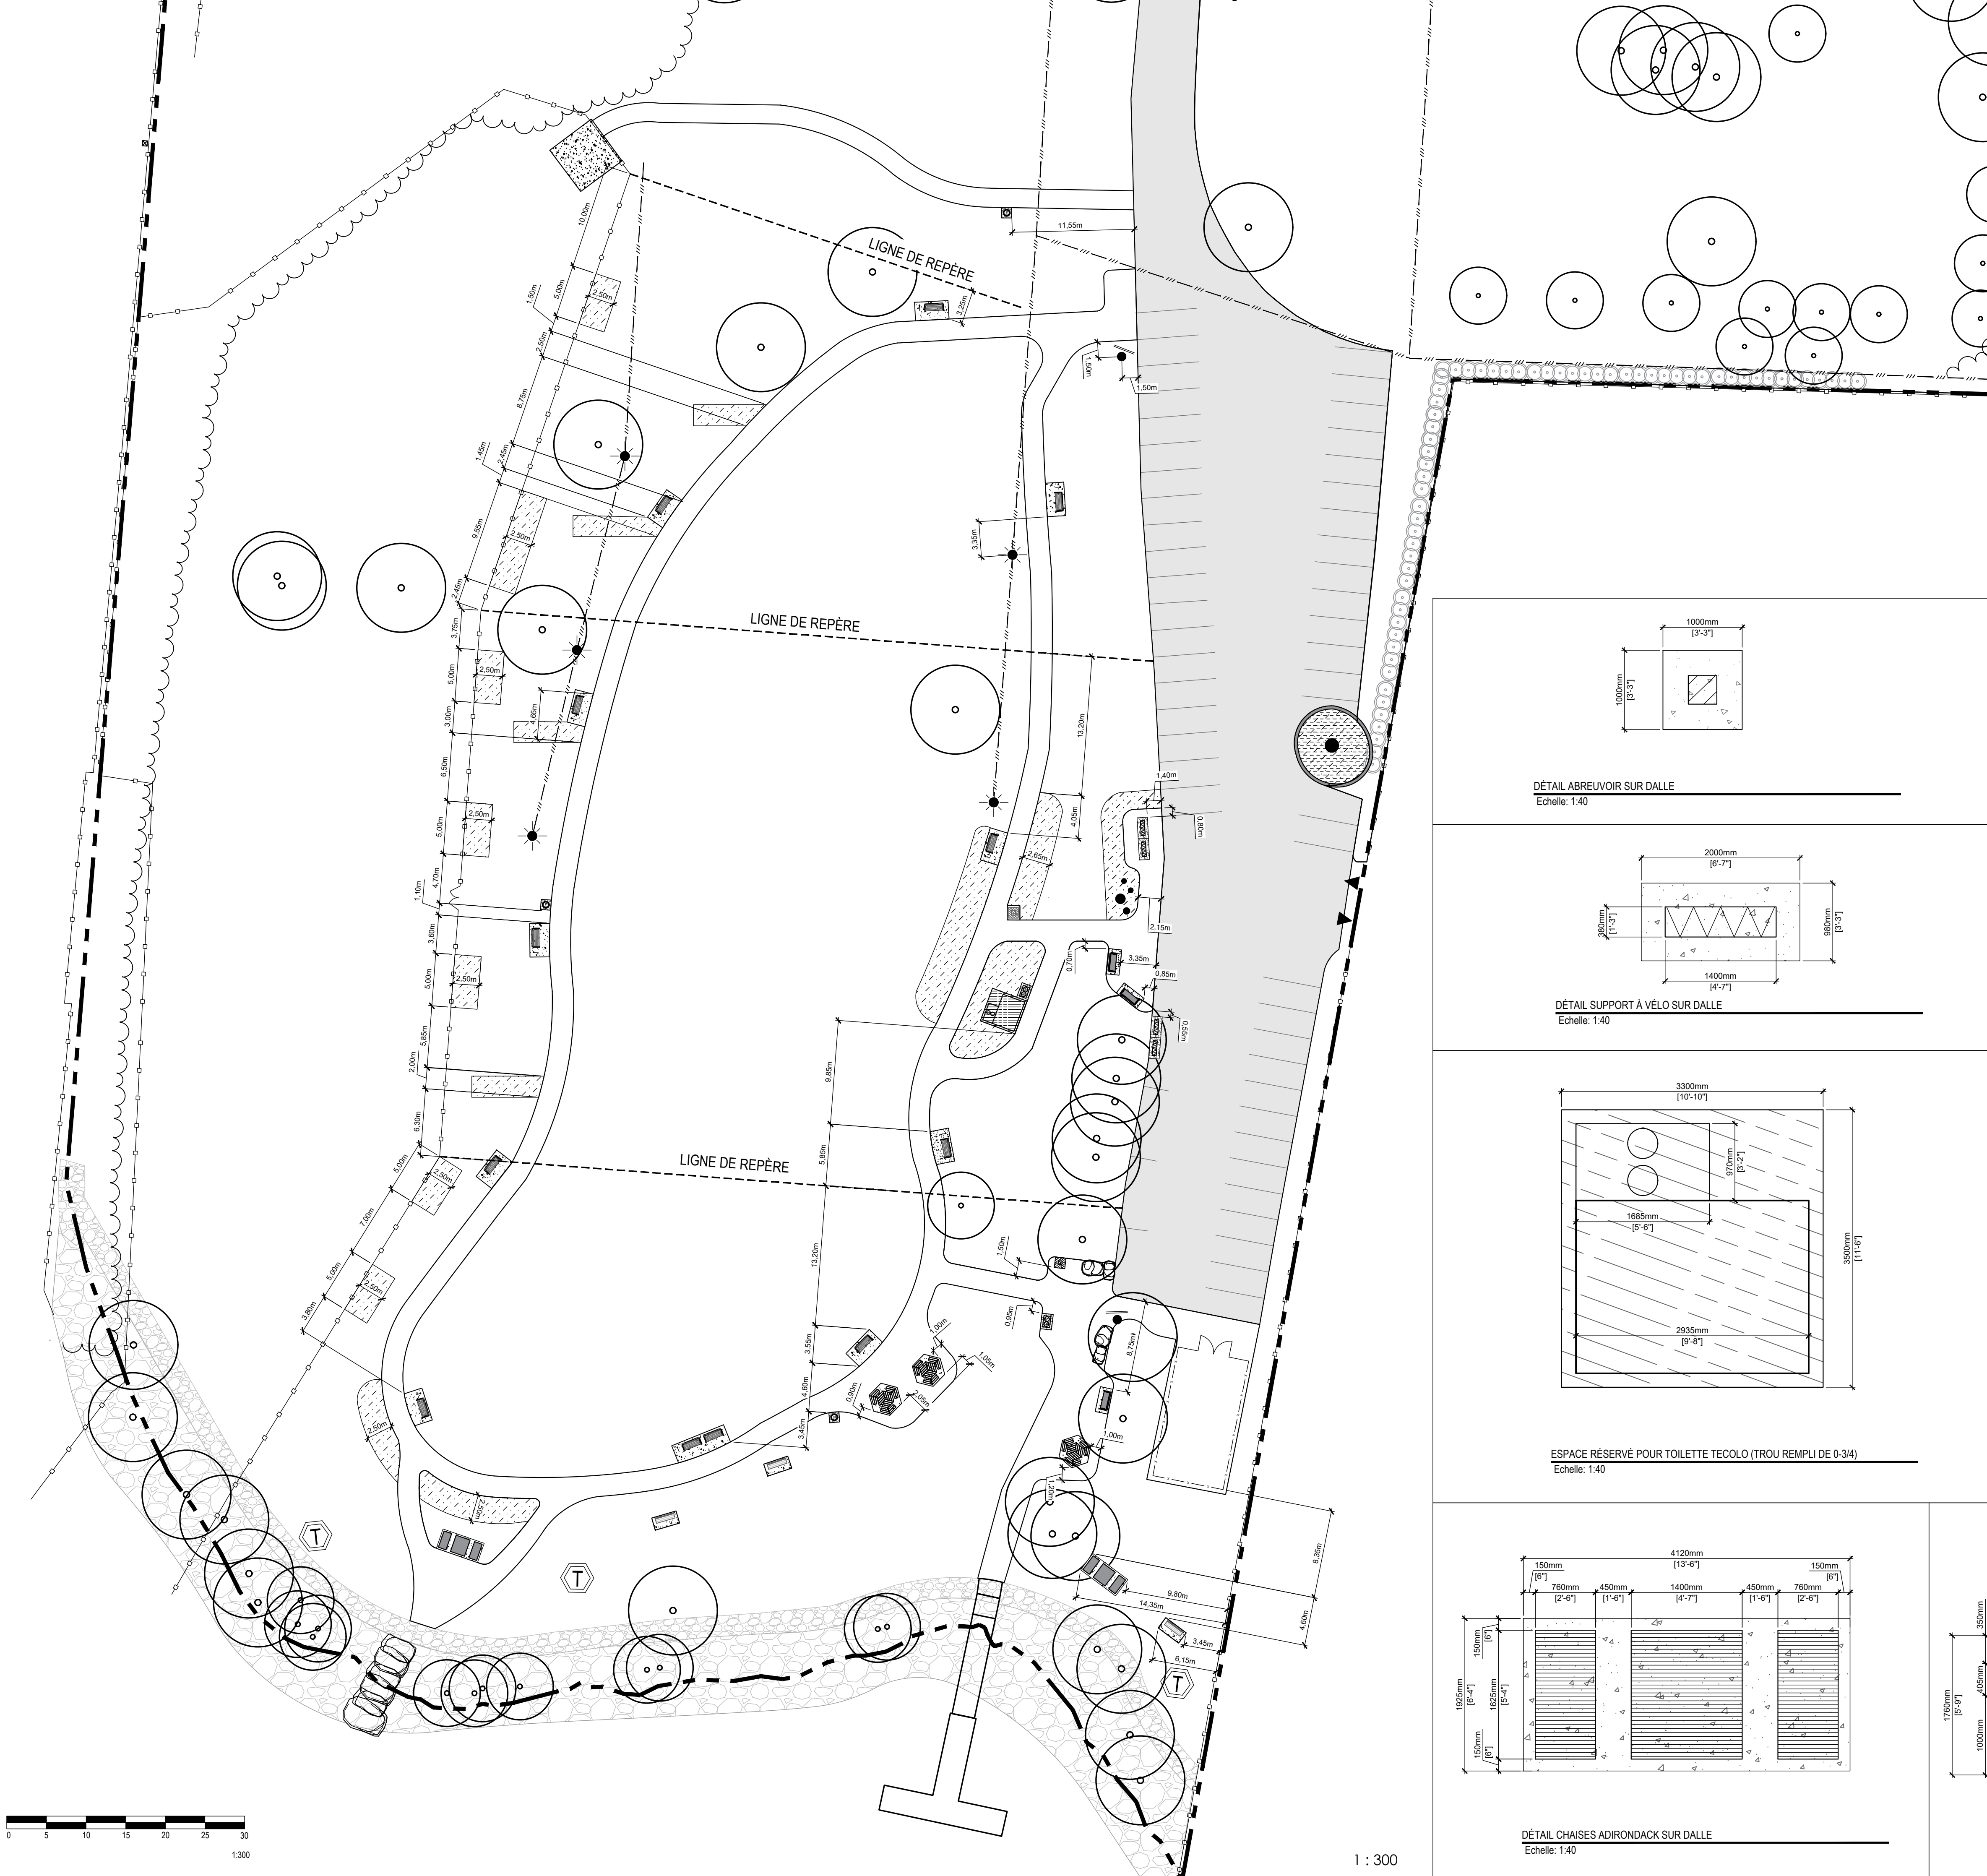 10,00m
11,55m
LIGNE DE REPÈRE
3,25m
1,50m
5,00m
2,50m
2,50m
1,50m
1,50m
8,75m
1,45m
2,45m
9,55m
2,50m
3,35m
2,45m
LIGNE DE REPÈRE
3,75m
5,00m
2,50m
3,00m
4,65m
13,20m
6,50m
1,40m
5,00m
2,50m
4,05m
0,80m
2,65m
4,70m
1,10m
3,60m
2,15m
0,70m
3,35m
0,85m
5,00m
2,50m
0,55m
5,85m
2,00m
9,85m
6,30m
5,00m
2,50m
LIGNE DE REPÈRE
5,85m
7,00m
13,20m
1,50m
5,00m
2,50m
3,80m
0,95m
8,75m
3,55m
1,00m
1,05m
4,60m
0,90m
2,05m
2,50m
3,45m
1,00m
1,20m
2,50m
T
T
8,35m
9,80m
14,35m
4,60m
3,45m
6,15m
T
0 5 10 15 20 25 30
1:300
1 : 300
1000mm
[3'-3"]
1000mm
[3'-3"]
DÉTAIL ABREUVOIR SUR DALLE
Echelle: 1:40
2000mm
[6'-7"]
380mm
[1'-3"]
980mm
[3'-3"]
1400mm
[4'-7"]
DÉTAIL SUPPORT À VÉLO SUR DALLE
Echelle: 1:40
3300mm
[10'-10"]
970mm
[3'-2"]
1685mm
[5'-6"]
3500mm
[11'-6"]
2935mm
[9'-8"]
ESPACE RÉSERVÉ POUR TOILETTE TECOLO (TROU REMPLI DE 0-3/4)
Echelle: 1:40
4120mm
[13'-6"]
150mm
[6"]
150mm
[6"]
760mm
[2'-6"]
450mm
[1'-6"]
1400mm
[4'-7"]
450mm
[1'-6"]
760mm
[2'-6"]
150mm
[6"]
1925mm
[6'-4"]
1625mm
[5'-4"]
150mm
[6"]
DÉTAIL CHAISES ADIRONDACK SUR DALLE
Echelle: 1:40
350mm
405mm
1760mm
[5'-9"]
1000mm